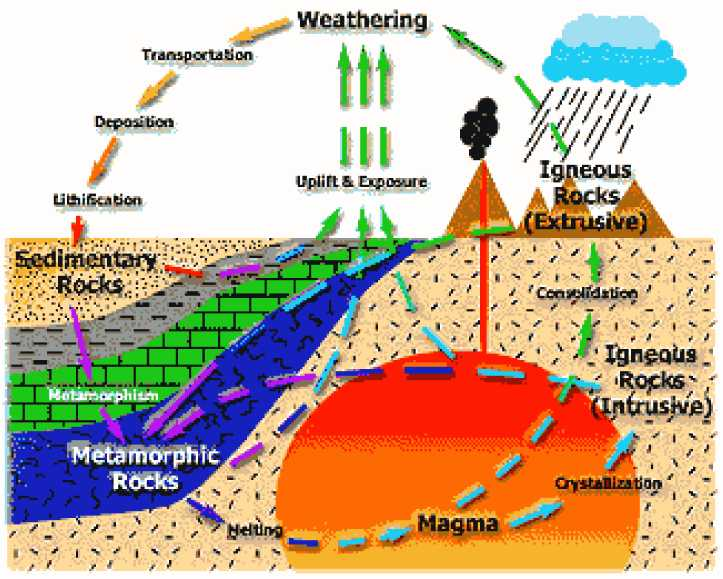 Weathering
Transportation
Deposition
Lithification
Uplift & Exposure
Igneous
Rocks
(Extrusive)
Sedimentary
Rocks
Consolidation
Igneous
Rocks
(Intrusive)
Metamorphism
Metamorphic
Rocks
Crystallization
Melting
Magma